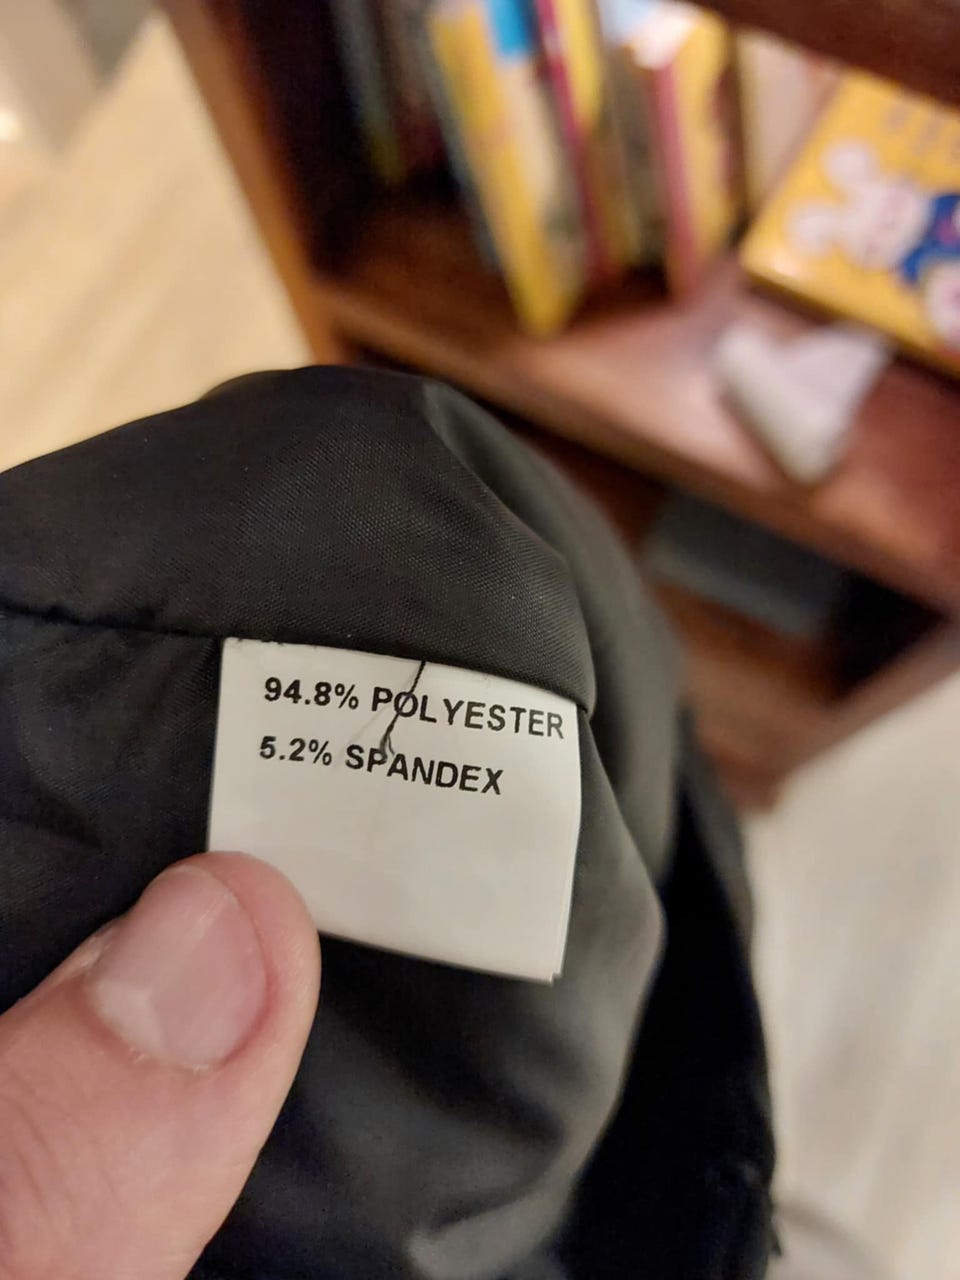 94.8% POLYESTER
5.2% SPANDEX